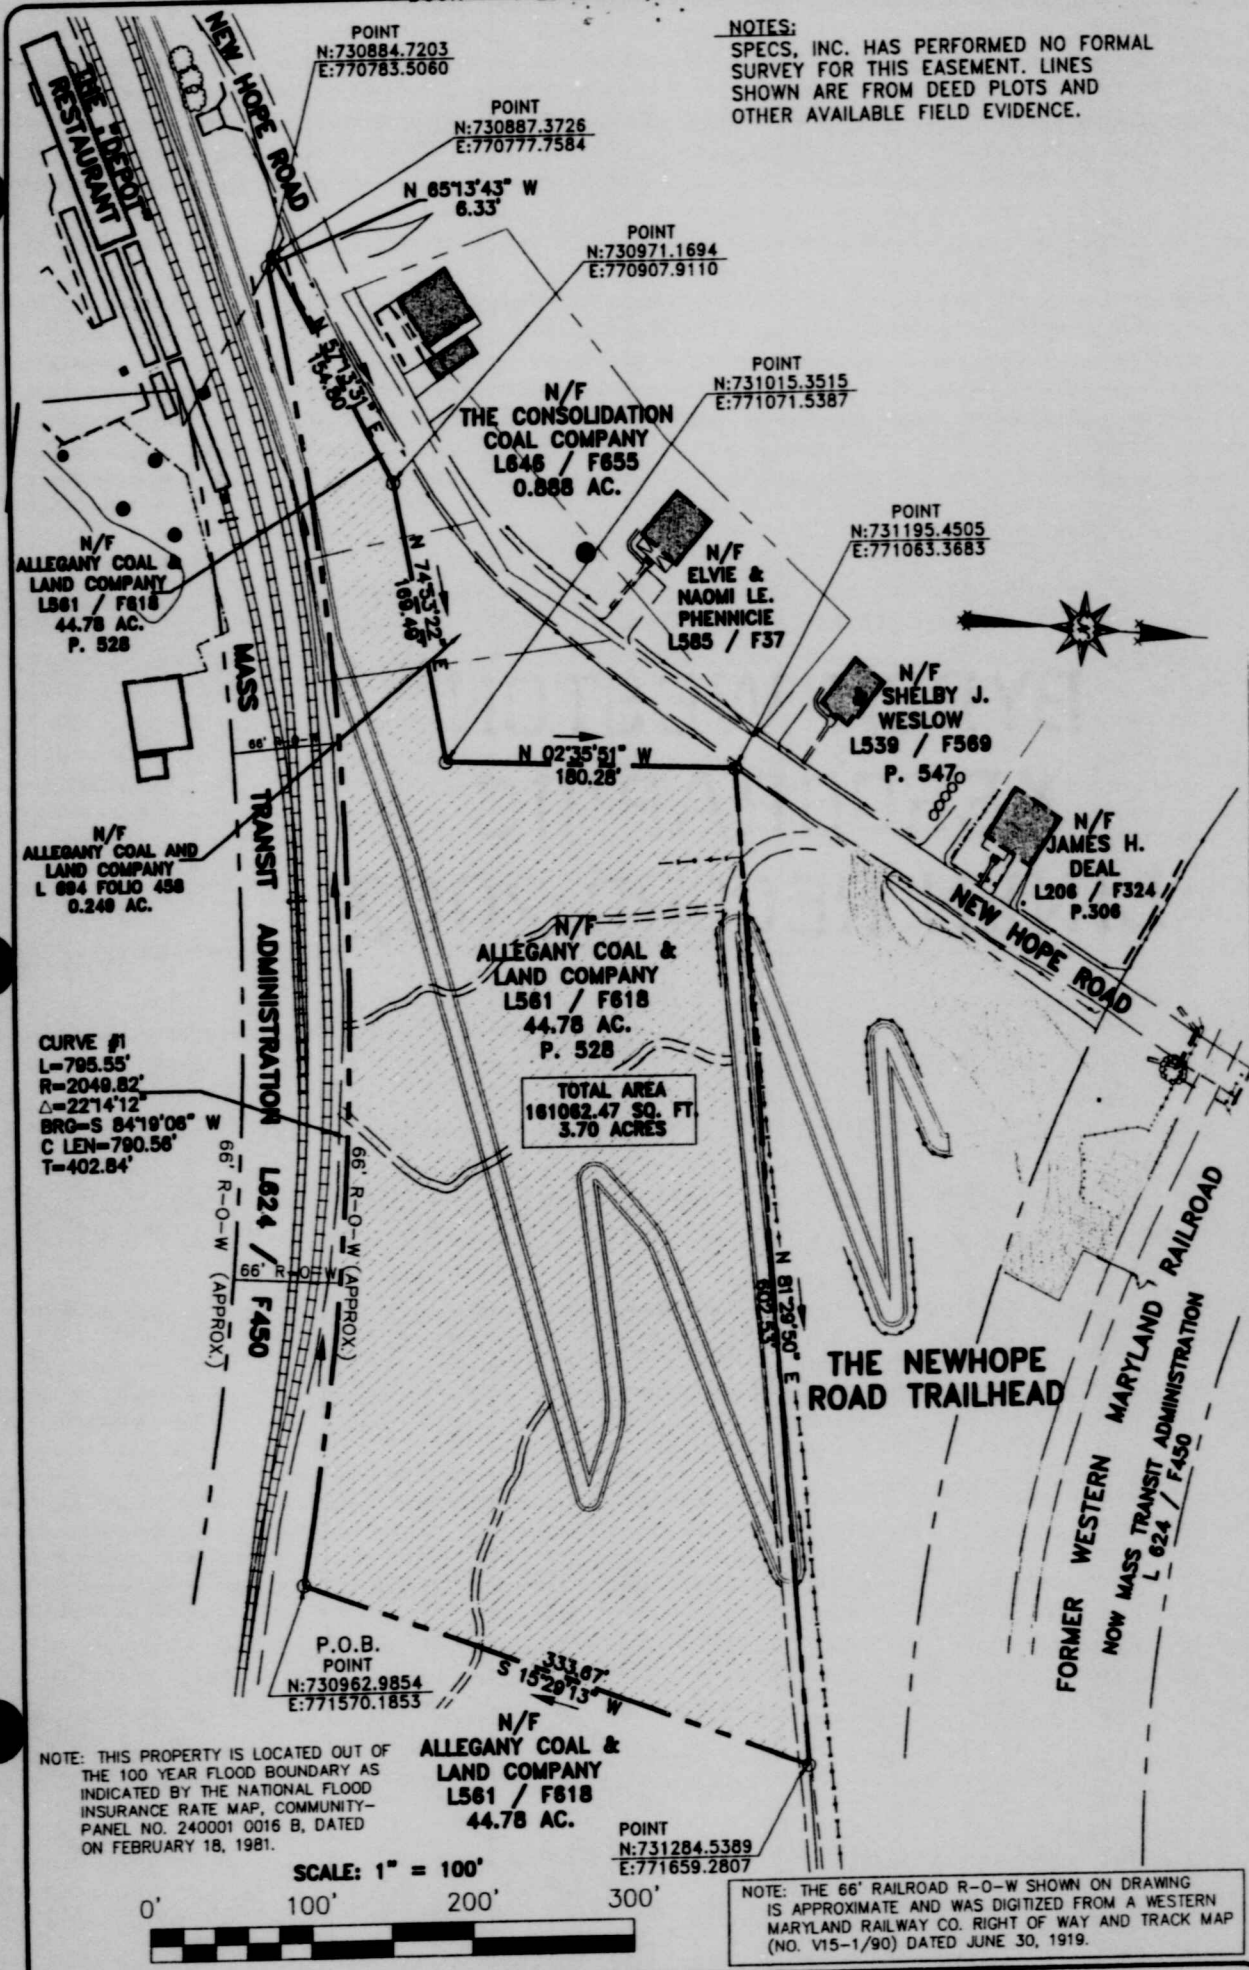 NOTES:
SPECS, INC. HAS PERFORMED NO FORMAL
SURVEY FOR THIS EASEMENT. LINES
SHOWN ARE FROM DEED PLOTS AND
OTHER AVAILABLE FIELD EVIDENCE.
POINT
N:730884.7203
E:770783.5060
POINT
N:730887.3726
E:770777.7584
N 65°13'43" W
6.33'
POINT
N:730971.1694
E:770907.9110
POINT
N:731015.3515
E:771071.5387
POINT
N:731195.4505
E:771063.3683
NEW HOPE ROAD
THE "DEPOT"
RESTAURANT
N 57°13'31" E
154.80'
N/F
THE CONSOLIDATION
COAL COMPANY
L646 / F655
0.888 AC.
N/F
ELVIE &
NAOMI LE.
PHENNICIE
L585 / F37
N/F
ALLEGANY COAL &
LAND COMPANY
L561 / F618
44.78 AC.
P. 528
N 74°53'22" E
169.49'
N/F
SHELBY J.
WESLOW
L539 / F569
P. 547
N 02°35'51" W
180.28'
N/F
JAMES H.
DEAL
L206 / F324
P.306
NEW HOPE ROAD
N/F
ALLEGANY COAL AND
LAND COMPANY
L 694 FOLIO 458
0.249 AC.
66' R-O-W
MASS TRANSIT ADMINISTRATION L624 / F450
N/F
ALLEGANY COAL &
LAND COMPANY
L561 / F618
44.78 AC.
P. 528
TOTAL AREA
161062.47 SQ. FT.
3.70 ACRES
CURVE #1
L=795.55'
R=2049.82'
Δ=22°14'12"
BRG=S 84°19'06" W
C LEN=790.56'
T=402.84'
66' R-O-W (APPROX.)
66' R-O-W (APPROX.)
66' R-O-W
N 81°29'50" E
602.53'
THE NEWHOPE
ROAD TRAILHEAD
FORMER WESTERN MARYLAND RAILROAD
NOW MASS TRANSIT ADMINISTRATION
L 624 / F450
P.O.B.
POINT
N:730962.9854
E:771570.1853
333.67'
S 15°29'13" W
N/F
ALLEGANY COAL &
LAND COMPANY
L561 / F618
44.78 AC.
POINT
N:731284.5389
E:771659.2807
NOTE: THIS PROPERTY IS LOCATED OUT OF
THE 100 YEAR FLOOD BOUNDARY AS
INDICATED BY THE NATIONAL FLOOD
INSURANCE RATE MAP, COMMUNITY-
PANEL NO. 240001 0016 B, DATED
ON FEBRUARY 18, 1981.
SCALE: 1" = 100'
0' 100' 200' 300'
NOTE: THE 66' RAILROAD R-O-W SHOWN ON DRAWING
IS APPROXIMATE AND WAS DIGITIZED FROM A WESTERN
MARYLAND RAILWAY CO. RIGHT OF WAY AND TRACK MAP
(NO. V15-1/90) DATED JUNE 30, 1919.